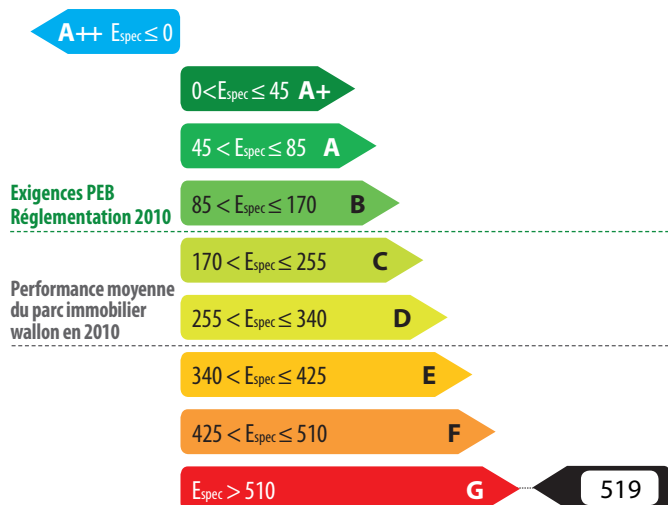 A++ Espec ≤ 0
0<Espec ≤ 45 A+
45 < Espec ≤ 85 A
Exigences PEB
Réglementation 2010
85 < Espec ≤ 170 B
170 < Espec ≤ 255 C
Performance moyenne
du parc immobilier
wallon en 2010
255 < Espec ≤ 340 D
340 < Espec ≤ 425 E
425 < Espec ≤ 510 F
Espec > 510 G 519